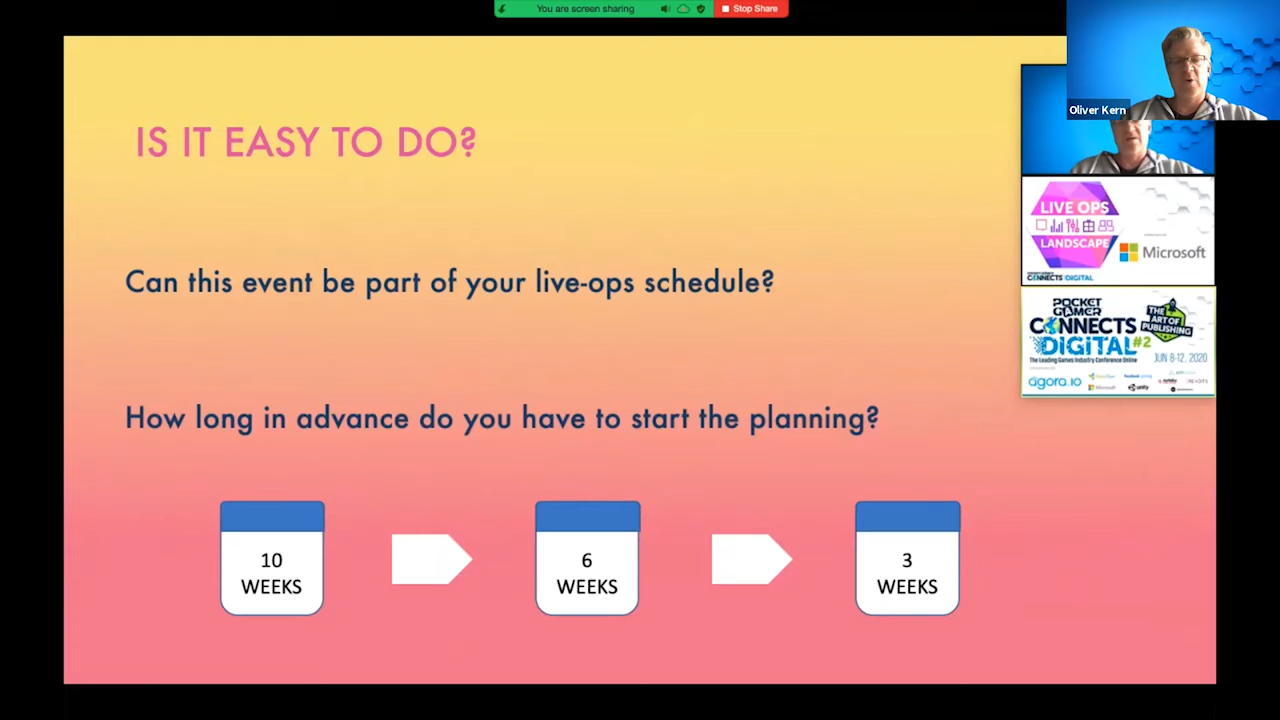 You are screen sharing
Stop Share
Oliver Kern
IS IT EASY TO DO?
Can this event be part of your live-ops schedule?
How long in advance do you have to start the planning?
10
WEEKS
6
WEEKS
3
WEEKS
LIVE OPS
LANDSCAPE
Microsoft
CONNECTS DIGITAL
POCKET
GAMER
CONNECTS
DIGITAL #2
The Leading Games Industry Conference Online
THE
ART OF
PUBLISHING
JUN 8-12, 2020
agora.io
Microsoft
unity